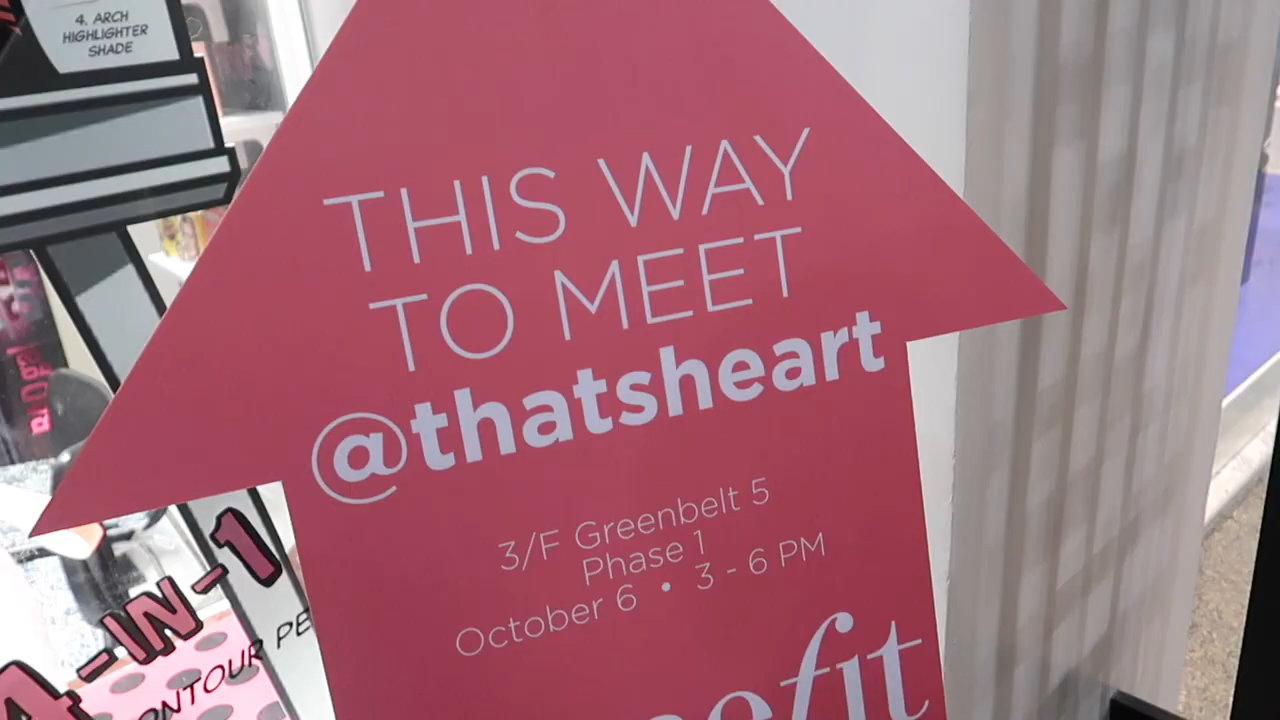 4. ARCH
HIGHLIGHTER
SHADE
THIS WAY
TO MEET
@thatsheart
3/F Greenbelt 5
Phase 1
October 6 • 3 - 6 PM
-IN-1